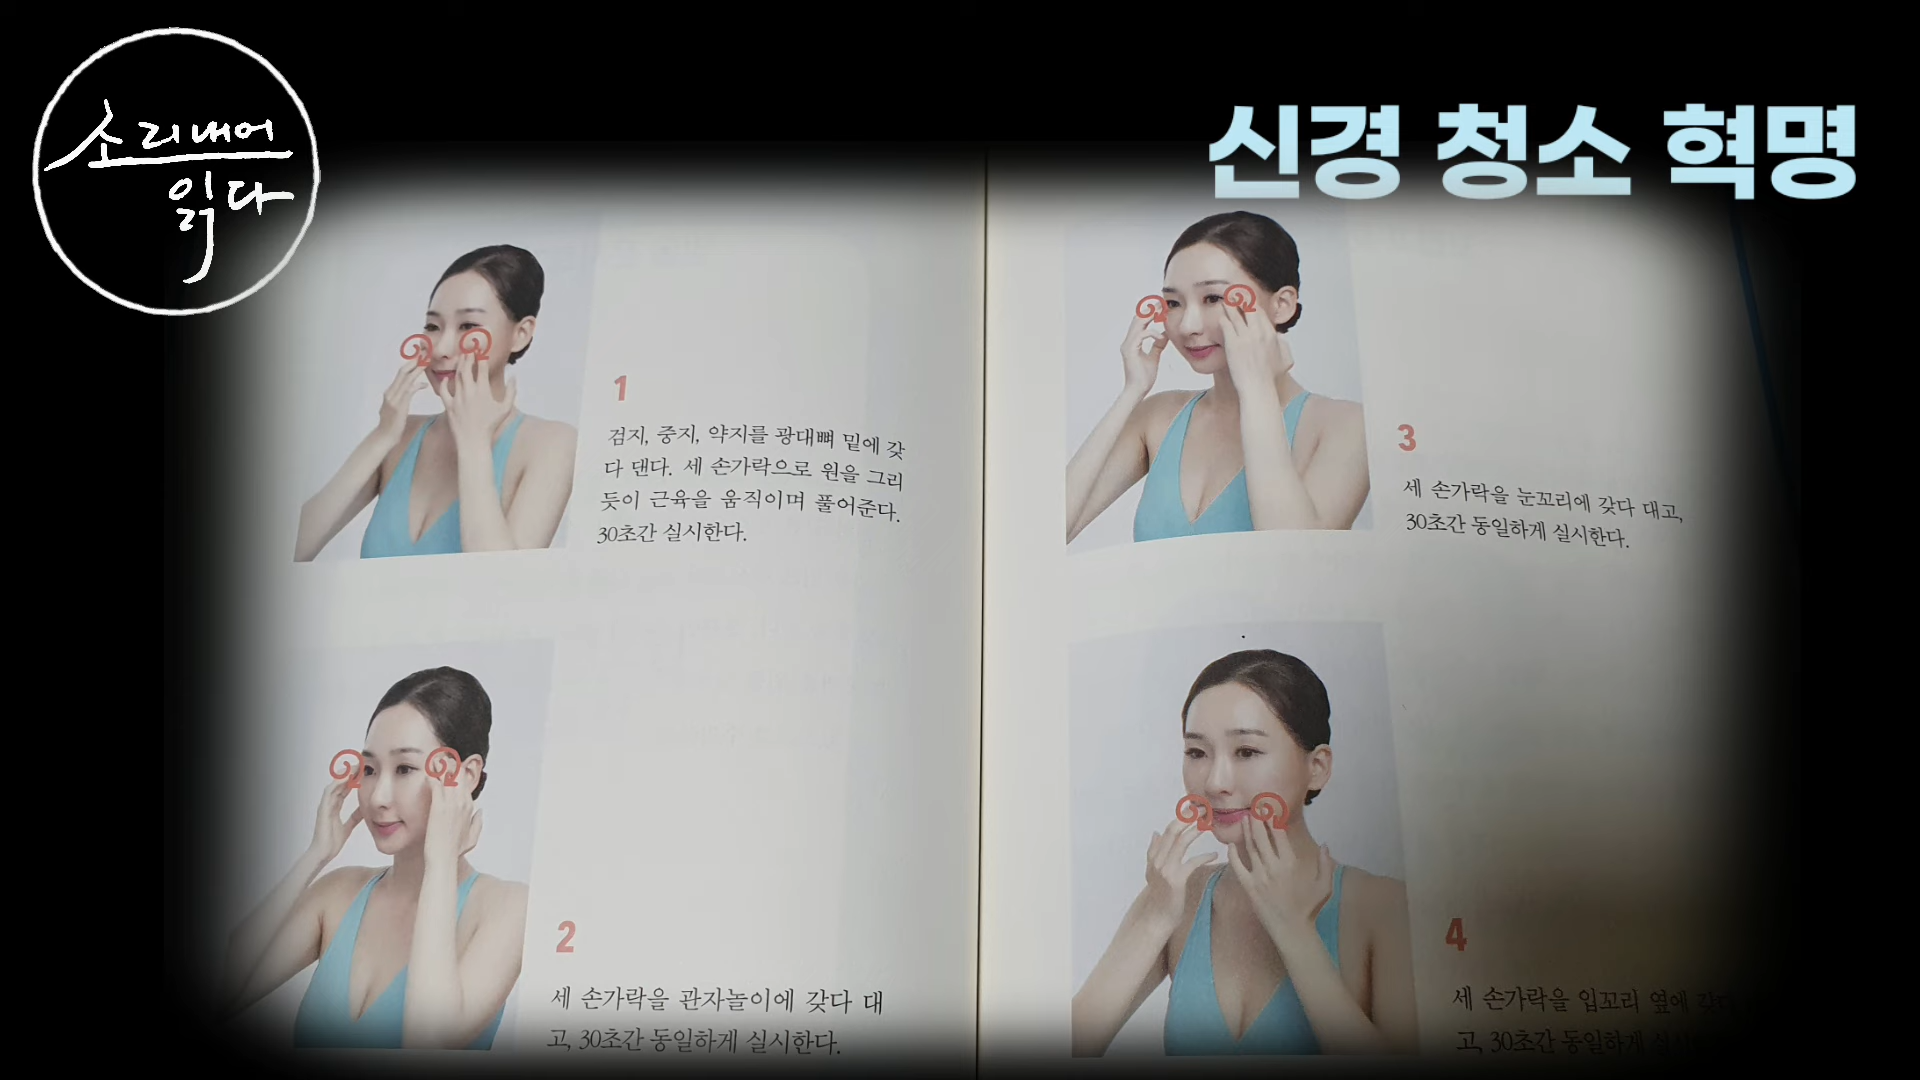 소리내어
읽다
신경 청소 혁명
1
검지, 중지, 약지를 광대뼈 밑에 갖
다 댄다. 세 손가락으로 원을 그리
듯이 근육을 움직이며 풀어준다.
30초간 실시한다.
2
세 손가락을 관자놀이에 갖다 대
고, 30초간 동일하게 실시한다.
3
세 손가락을 눈꼬리에 갖다 대고,
30초간 동일하게 실시한다.
4
세 손가락을 입꼬리 옆에 갖다
고, 30초간 동일하게